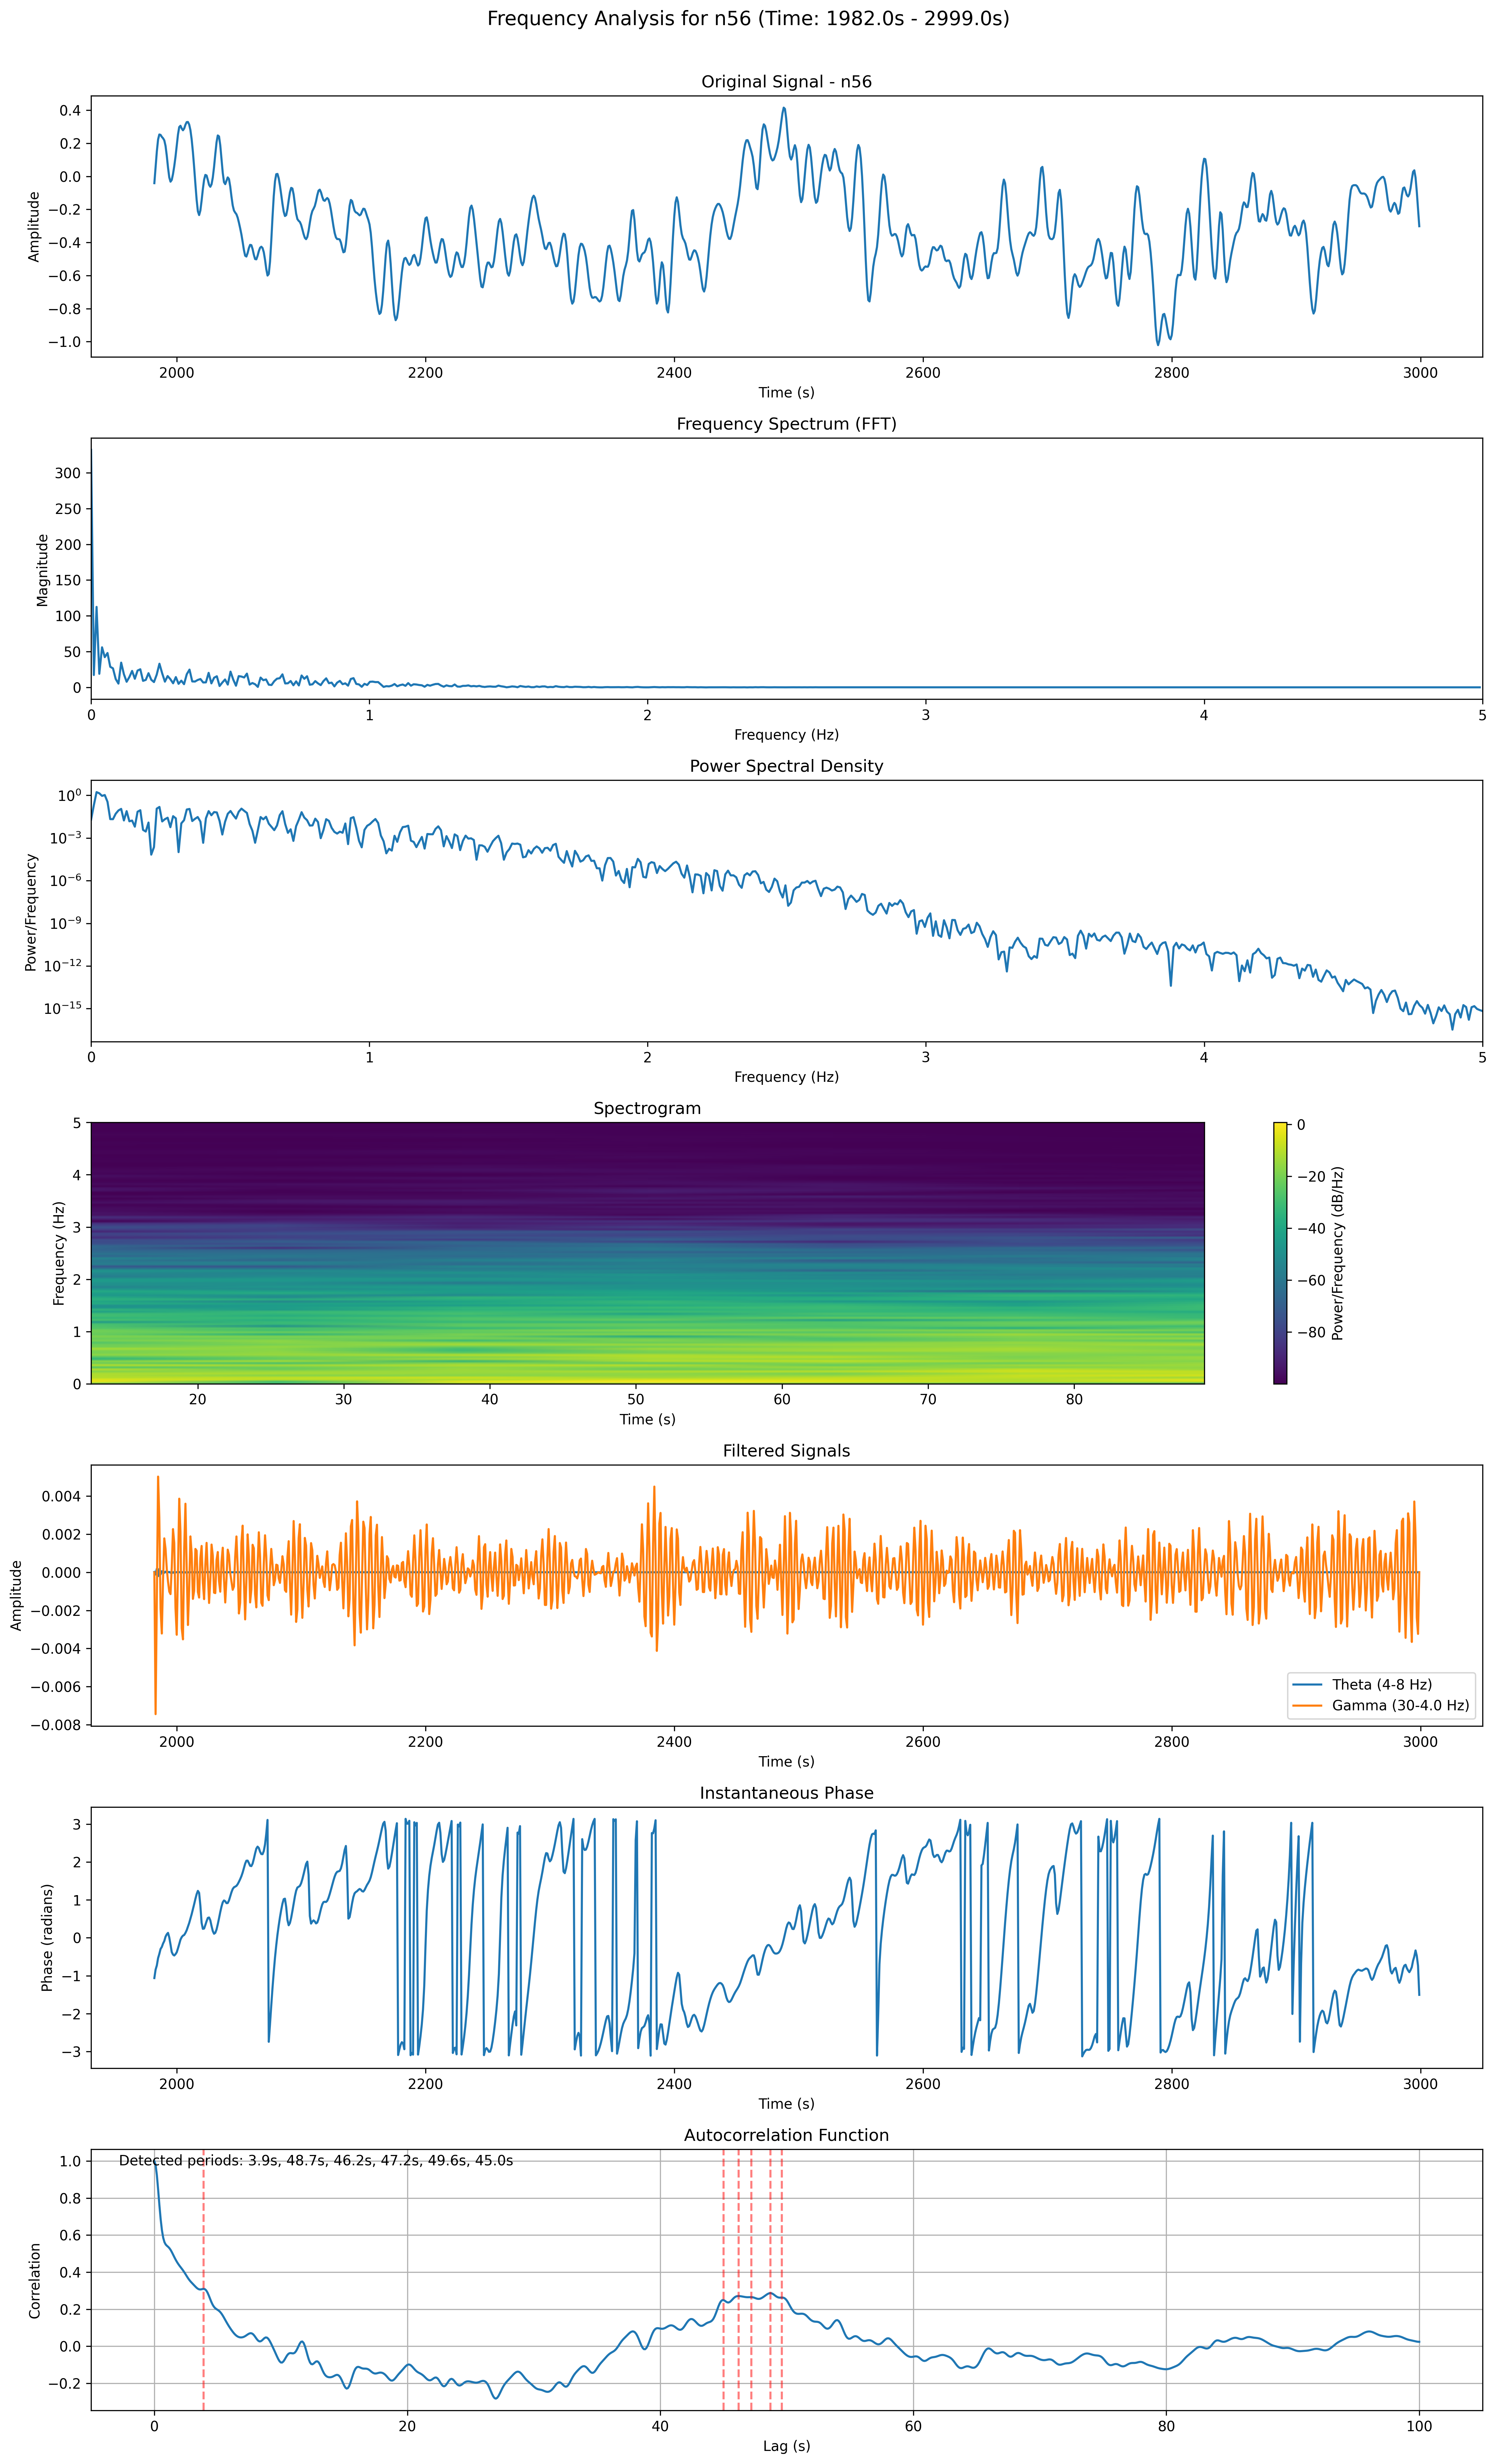 Frequency Analysis for n56 (Time: 1982.0s - 2999.0s)
Original Signal - n56
Amplitude
0.4
0.2
0.0
−0.2
−0.4
−0.6
−0.8
−1.0
2000 2200 2400 2600 2800 3000
Time (s)
Frequency Spectrum (FFT)
Magnitude
300
250
200
150
100
50
0
0 1 2 3 4 5
Frequency (Hz)
Power Spectral Density
Power/Frequency
10⁰
10⁻³
10⁻⁶
10⁻⁹
10⁻¹²
10⁻¹⁵
0 1 2 3 4 5
Frequency (Hz)
Spectrogram
Frequency (Hz)
5
4
3
2
1
0
20 30 40 50 60 70 80
Time (s)
0
−20
−40
−60
−80
Power/Frequency (dB/Hz)
Filtered Signals
Amplitude
0.004
0.002
0.000
−0.002
−0.004
−0.006
−0.008
Theta (4-8 Hz)
Gamma (30-4.0 Hz)
2000 2200 2400 2600 2800 3000
Time (s)
Instantaneous Phase
Phase (radians)
3
2
1
0
−1
−2
−3
2000 2200 2400 2600 2800 3000
Time (s)
Autocorrelation Function
Detected periods: 3.9s, 48.7s, 46.2s, 47.2s, 49.6s, 45.0s
Correlation
1.0
0.8
0.6
0.4
0.2
0.0
−0.2
0 20 40 60 80 100
Lag (s)